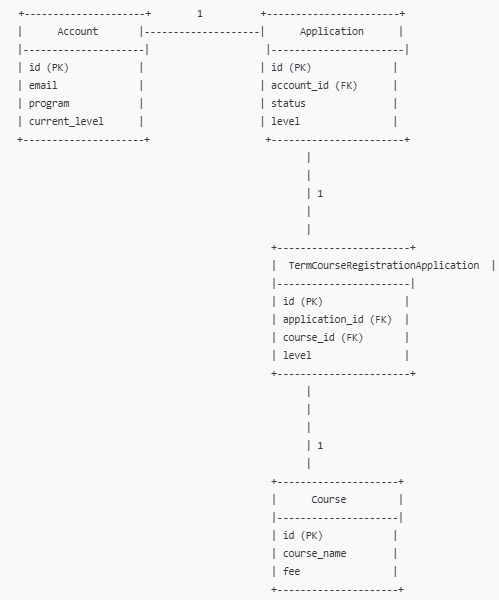 +--------------------+ 1 +----------------------+
| Account |-------------------| Application |
|--------------------| |----------------------|
| id (PK) | | id (PK) |
| email | | account_id (FK) |
| program | | status |
| current_level | | level |
+--------------------+ +----------------------+
|
|
| 1
|
|
+----------------------+
| TermCourseRegistrationApplication |
|----------------------|
| id (PK) |
| application_id (FK) |
| course_id (FK) |
| level |
+----------------------+
|
|
|
| 1
|
+--------------------+
| Course |
|--------------------|
| id (PK) |
| course_name |
| fee |
+--------------------+